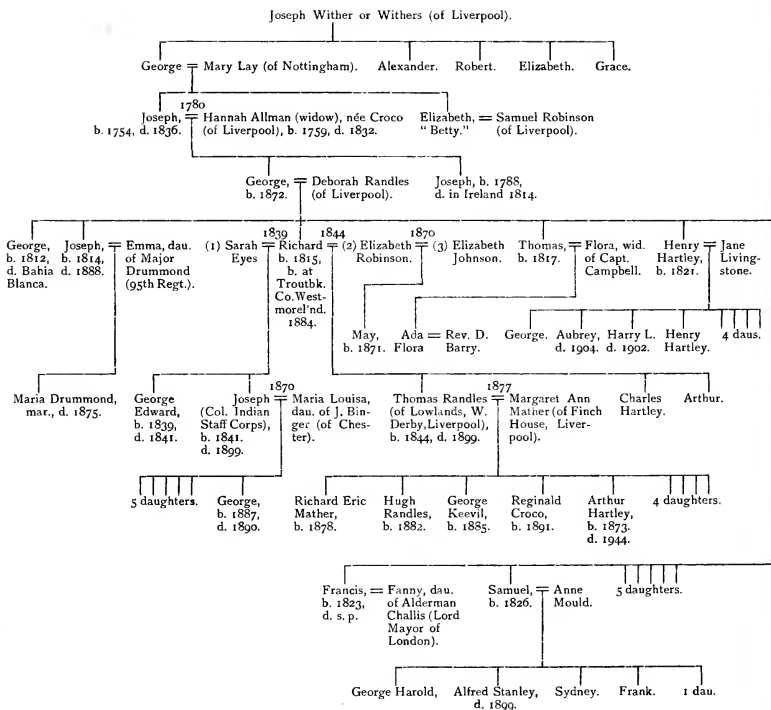 Joseph Wither or Withers (of Liverpool).
George = Mary Lay (of Nottingham). Alexander. Robert. Elizabeth. Grace.
1780
Joseph, = Hannah Allman (widow), née Croco Elizabeth, = Samuel Robinson
b. 1754, d. 1836. (of Liverpool), b. 1759, d. 1832. "Betty." (of Liverpool).
George, = Deborah Randles Joseph, b. 1788,
b. 1872. (of Liverpool). d. in Ireland 1814.
1839 1844 1870
George, Joseph, = Emma, dau. (1) Sarah = Richard = (2) Elizabeth = (3) Elizabeth Thomas, = Flora, wid. Henry = Jane
b. 1812, b. 1814, of Major Eyes b. 1815, Robinson. Johnson. b. 1817. of Capt. Hartley, Living-
d. Bahia d. 1888. Drummond b. at Campbell. b. 1821. stone.
Blanca. (95th Regt.). Troutbk.
Co. West-
morel'nd.
1884.
May, Ada = Rev. D. George. Aubrey, Harry L. Henry 4 daus.
b. 1871. Flora Barry. d. 1904. d. 1902. Hartley.
1870 1877
Maria Drummond, George Joseph = Maria Louisa, Thomas Randles = Margaret Ann Charles Arthur.
mar., d. 1875. Edward, (Col. Indian dau. of J. Bin- (of Lowlands, W. Mather (of Finch Hartley.
b. 1839, Staff Corps), ger (of Ches- Derby, Liverpool), House, Liver-
d. 1841. b. 1841. ter). b. 1844, d. 1899. pool).
d. 1899.
5 daughters. George, Richard Eric Hugh George Reginald Arthur 4 daughters.
b. 1887, Mather, Randles, Keevil, Croco, Hartley,
d. 1890. b. 1878. b. 1882. b. 1885. b. 1891. b. 1873.
d. 1944.
Francis, = Fanny, dau. Samuel, = Anne 5 daughters.
b. 1823, of Alderman b. 1826. Mould.
d. s. p. Challis (Lord
Mayor of
London).
George Harold, Alfred Stanley, Sydney. Frank. 1 dau.
d. 1899.